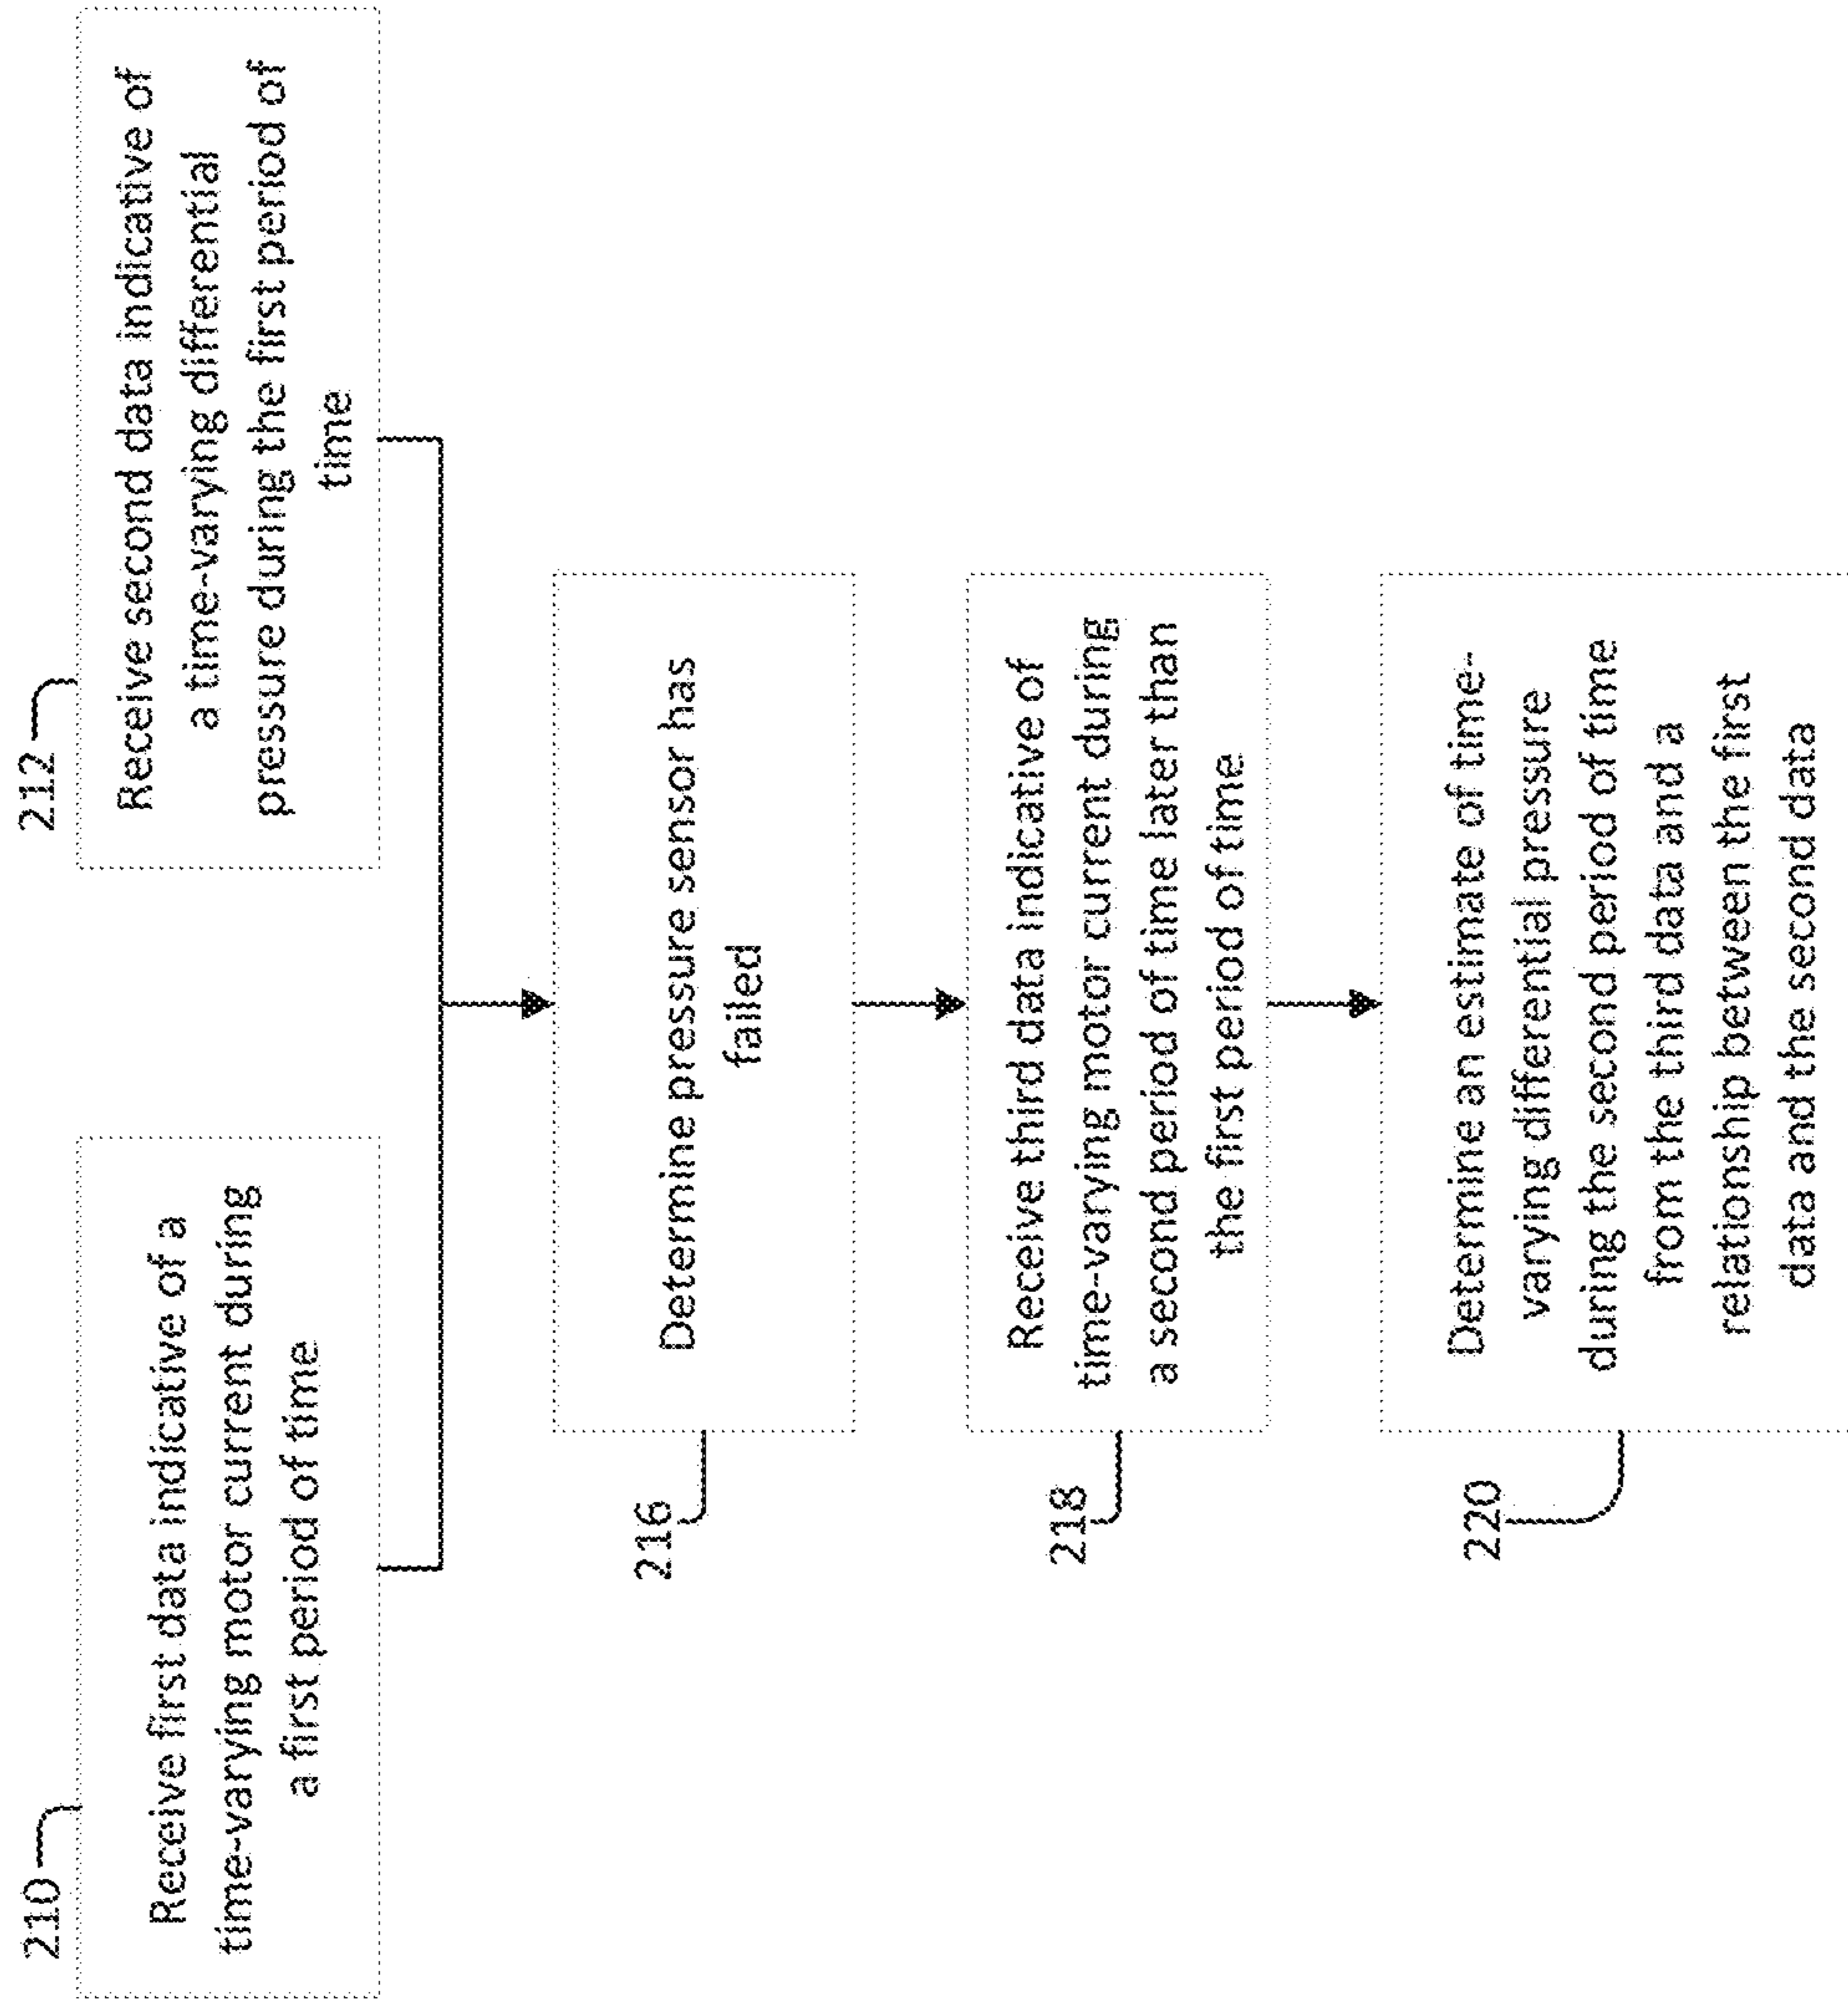 210
Receive first data indicative of a
time-varying motor current during
a first period of time
212
Receive second data indicative of
a time-varying differential
pressure during the first period of
time
216
Determine pressure sensor has
failed
218
Receive third data indicative of
time-varying motor current during
a second period of time later than
the first period of time
220
Determine an estimate of time-
varying differential pressure
during the second period of time
from the third data and a
relationship between the first
data and the second data